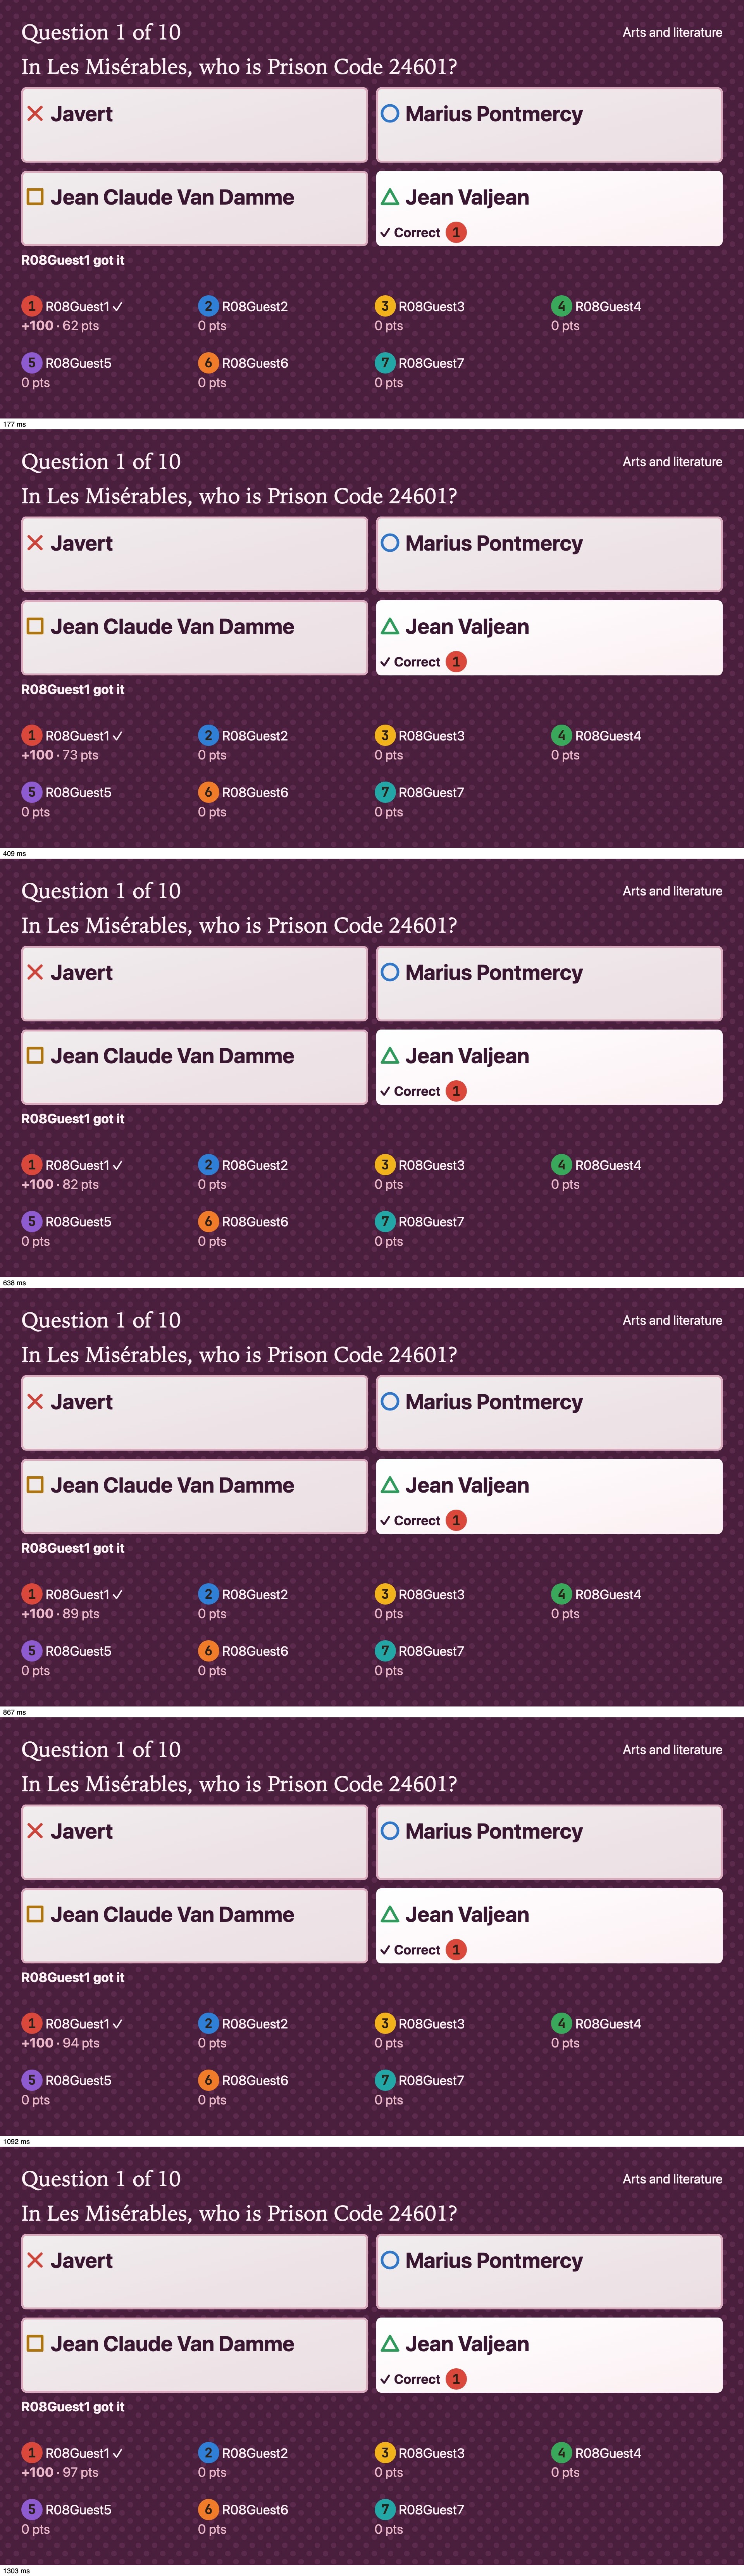 Question 1 of 10 Arts and literature
In Les Misérables, who is Prison Code 24601?
Javert Marius Pontmercy
Jean Claude Van Damme Jean Valjean
✓ Correct 1
R08Guest1 got it
1 R08Guest1 ✓ 2 R08Guest2 3 R08Guest3 4 R08Guest4
+100 · 62 pts 0 pts 0 pts 0 pts
5 R08Guest5 6 R08Guest6 7 R08Guest7
0 pts 0 pts 0 pts
177 ms
Question 1 of 10 Arts and literature
In Les Misérables, who is Prison Code 24601?
Javert Marius Pontmercy
Jean Claude Van Damme Jean Valjean
✓ Correct 1
R08Guest1 got it
1 R08Guest1 ✓ 2 R08Guest2 3 R08Guest3 4 R08Guest4
+100 · 73 pts 0 pts 0 pts 0 pts
5 R08Guest5 6 R08Guest6 7 R08Guest7
0 pts 0 pts 0 pts
409 ms
Question 1 of 10 Arts and literature
In Les Misérables, who is Prison Code 24601?
Javert Marius Pontmercy
Jean Claude Van Damme Jean Valjean
✓ Correct 1
R08Guest1 got it
1 R08Guest1 ✓ 2 R08Guest2 3 R08Guest3 4 R08Guest4
+100 · 82 pts 0 pts 0 pts 0 pts
5 R08Guest5 6 R08Guest6 7 R08Guest7
0 pts 0 pts 0 pts
638 ms
Question 1 of 10 Arts and literature
In Les Misérables, who is Prison Code 24601?
Javert Marius Pontmercy
Jean Claude Van Damme Jean Valjean
✓ Correct 1
R08Guest1 got it
1 R08Guest1 ✓ 2 R08Guest2 3 R08Guest3 4 R08Guest4
+100 · 89 pts 0 pts 0 pts 0 pts
5 R08Guest5 6 R08Guest6 7 R08Guest7
0 pts 0 pts 0 pts
867 ms
Question 1 of 10 Arts and literature
In Les Misérables, who is Prison Code 24601?
Javert Marius Pontmercy
Jean Claude Van Damme Jean Valjean
✓ Correct 1
R08Guest1 got it
1 R08Guest1 ✓ 2 R08Guest2 3 R08Guest3 4 R08Guest4
+100 · 94 pts 0 pts 0 pts 0 pts
5 R08Guest5 6 R08Guest6 7 R08Guest7
0 pts 0 pts 0 pts
1092 ms
Question 1 of 10 Arts and literature
In Les Misérables, who is Prison Code 24601?
Javert Marius Pontmercy
Jean Claude Van Damme Jean Valjean
✓ Correct 1
R08Guest1 got it
1 R08Guest1 ✓ 2 R08Guest2 3 R08Guest3 4 R08Guest4
+100 · 97 pts 0 pts 0 pts 0 pts
5 R08Guest5 6 R08Guest6 7 R08Guest7
0 pts 0 pts 0 pts
1303 ms